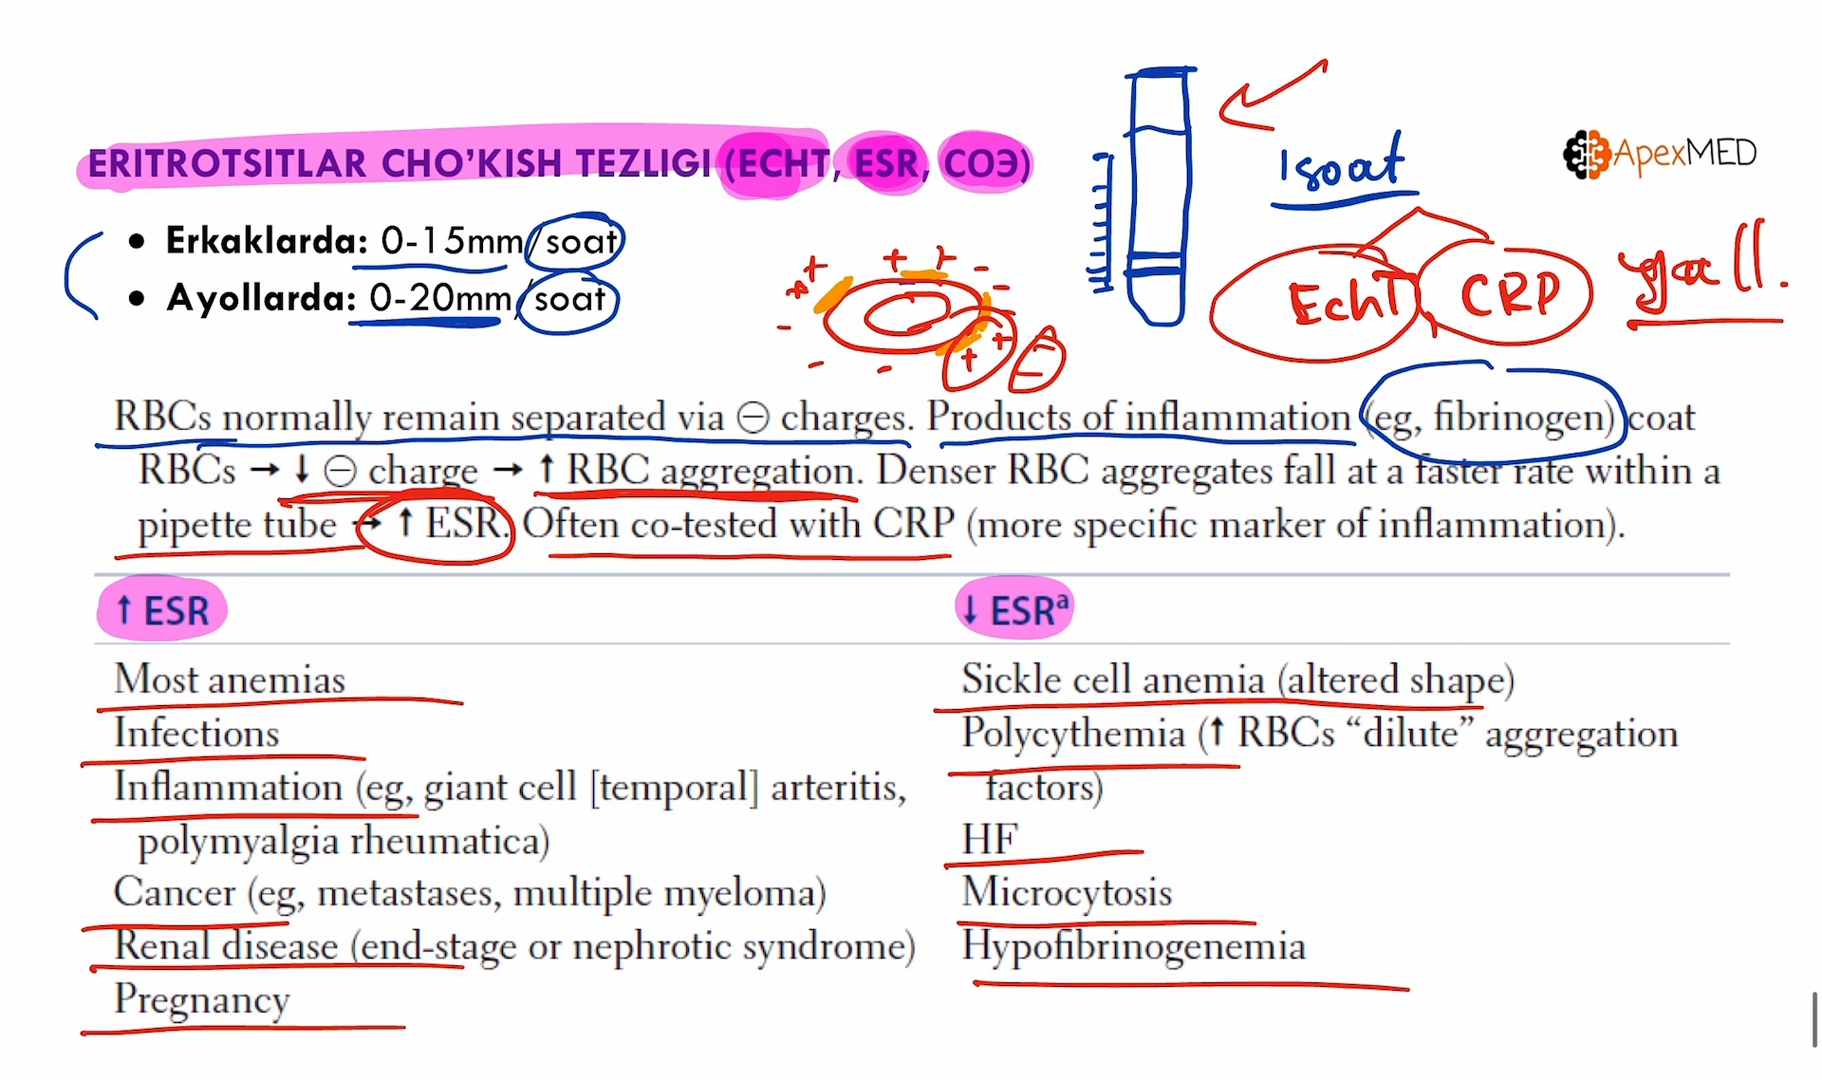 ERITROTSITLAR CHO’KISH TEZLIGI (ECHT, ESR, COЭ)
1soat
ApexMED
• Erkaklarda: 0-15mm/soat
• Ayollarda: 0-20mm/soat
EchT CRP
RBCs normally remain separated via ⊖ charges. Products of inflammation (eg, fibrinogen) coat
RBCs → ↓ ⊖ charge → ↑ RBC aggregation. Denser RBC aggregates fall at a faster rate within a
pipette tube → ↑ ESR. Often co-tested with CRP (more specific marker of inflammation).
↑ ESR
Most anemias
Infections
Inflammation (eg, giant cell [temporal] arteritis,
polymyalgia rheumatica)
Cancer (eg, metastases, multiple myeloma)
Renal disease (end-stage or nephrotic syndrome)
Pregnancy
↓ ESRᵃ
Sickle cell anemia (altered shape)
Polycythemia (↑ RBCs “dilute” aggregation
factors)
HF
Microcytosis
Hypofibrinogenemia